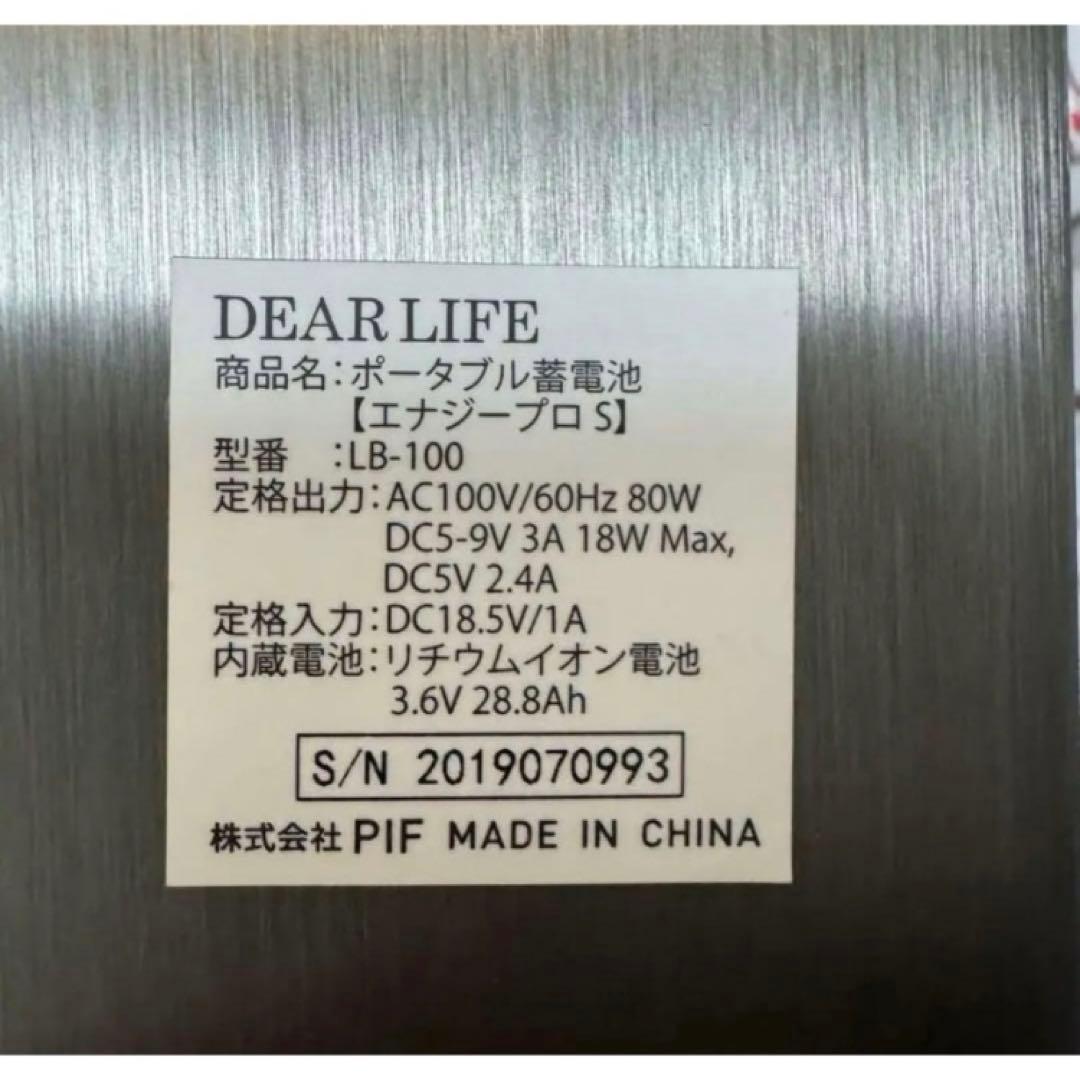 DEAR LIFE
商品名:ポータブル蓄電池
【エナジープロ S】
型番 :LB-100
定格出力:AC100V/60Hz 80W
DC5-9V 3A 18W Max,
DC5V 2.4A
定格入力:DC18.5V/1A
内蔵電池:リチウムイオン電池
3.6V 28.8Ah
S/N 2019070993
株式会社 PIF MADE IN CHINA